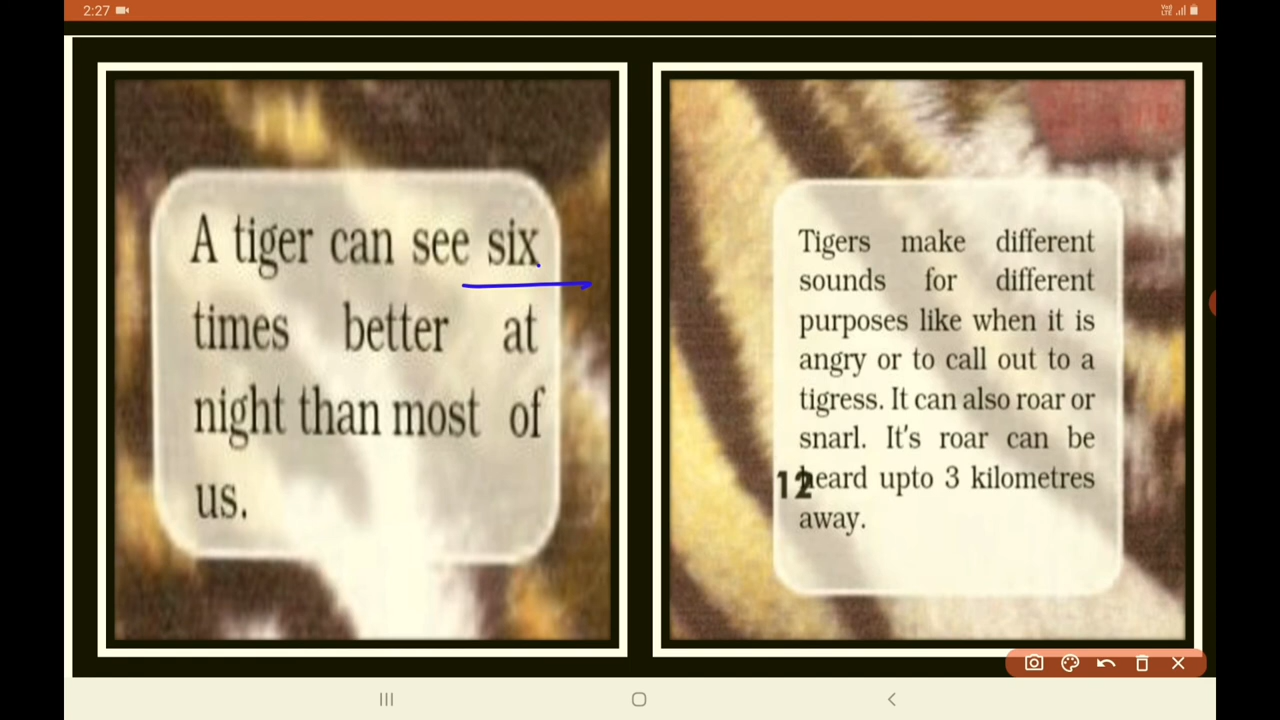 2:27
Vo)) LTE
A tiger can see six
times better at
night than most of
us.
Tigers make different
sounds for different
purposes like when it is
angry or to call out to a
tigress. It can also roar or
snarl. It's roar can be
heard upto 3 kilometres
away.
12